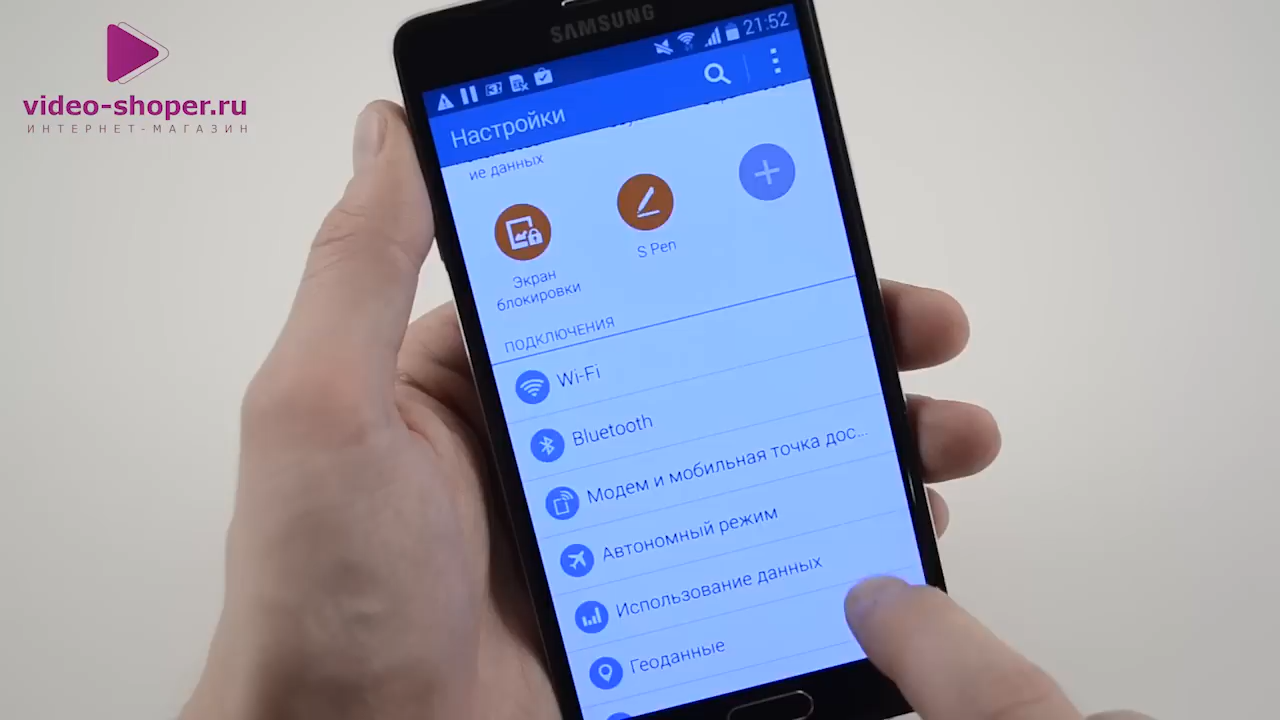 video-shoper.ru
ИНТЕРНЕТ-МАГАЗИН
SAMSUNG
21:52
Настройки
ие данных
Экран
блокировки
S Pen
ПОДКЛЮЧЕНИЯ
Wi-Fi
Bluetooth
Модем и мобильная точка дос...
Автономный режим
Использование данных
Геоданные